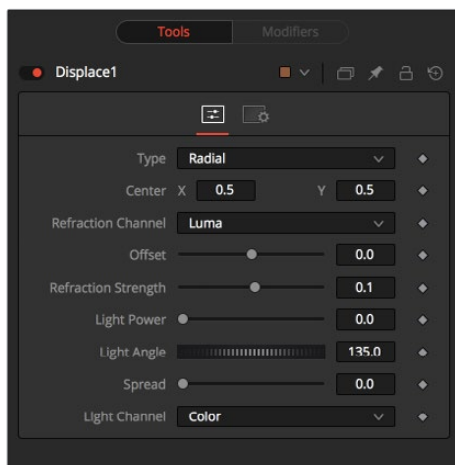 Tools Modifiers
Displace1
Type Radial
Center X 0.5 Y 0.5
Refraction Channel Luma
Offset 0.0
Refraction Strength 0.1
Light Power 0.0
Light Angle 135.0
Spread 0.0
Light Channel Color